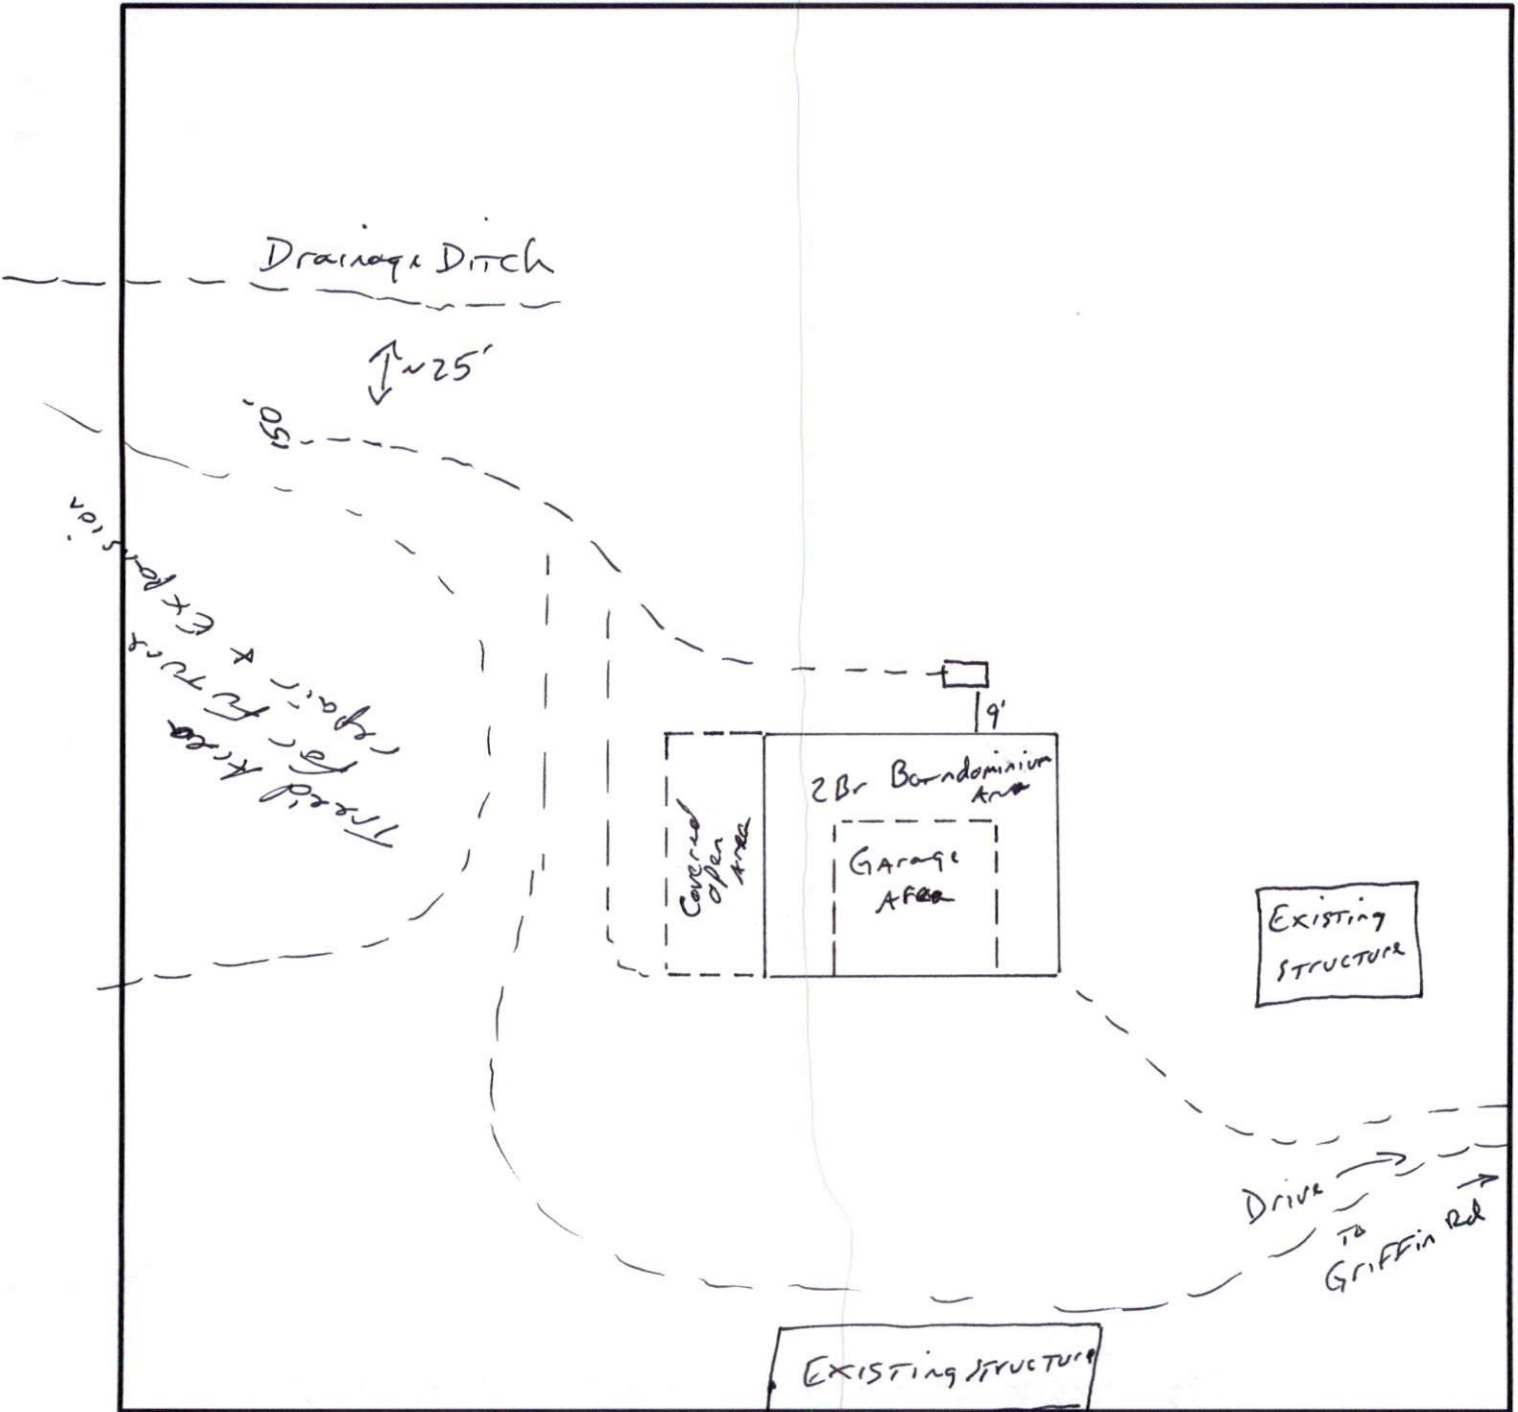 Drainage Ditch
~25'
150'
Tree'd Area
for Future
repair & Expansion
9'
2Br Barndominium
Area
Covered
open
Area
Garage
Area
Existing
Structure
Drive
To
Griffin Rd
Existing Structure